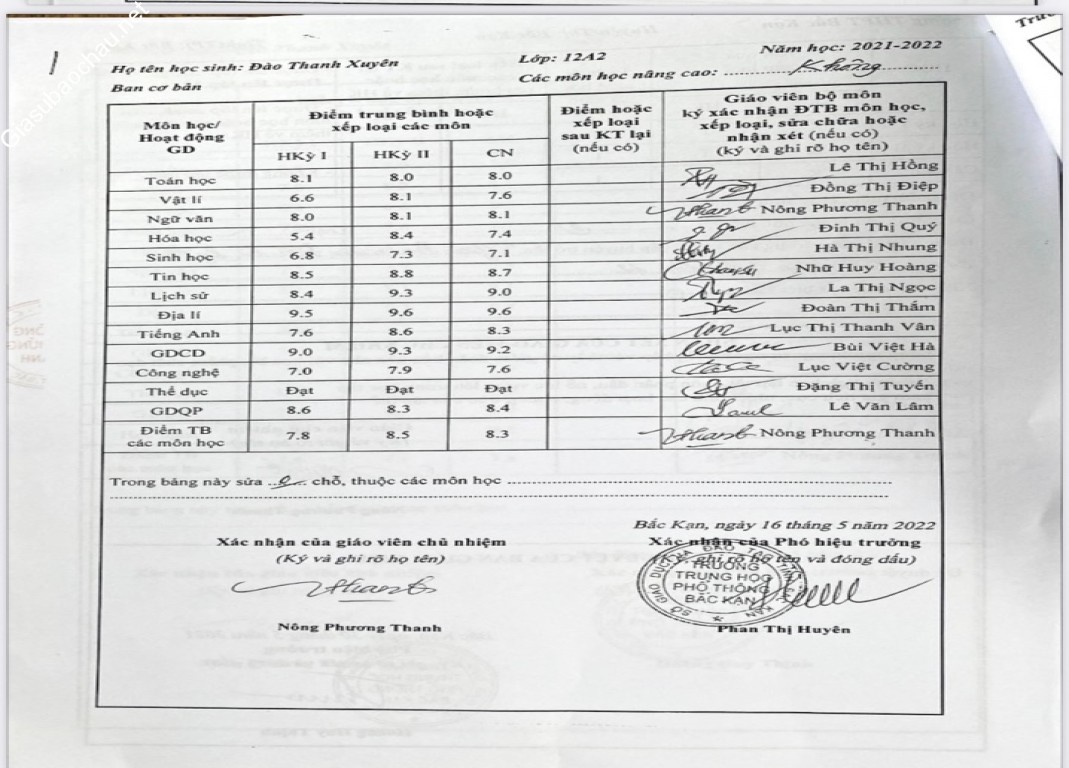 Họ tên học sinh: Đào Thanh Xuyên Lớp: 12A2 Năm học: 2021-2022
Ban cơ bản Các môn học nâng cao: Không
Môn học/ Hoạt động GD | Điểm trung bình hoặc xếp loại các môn | Điểm hoặc xếp loại sau KT lại (nếu có) | Giáo viên bộ môn ký xác nhận ĐTB môn học, xếp loại, sửa chữa hoặc nhận xét (nếu có) (ký và ghi rõ họ tên)
HKỳ I HKỳ II CN
Toán học 8.1 8.0 8.0 Lê Thị Hồng
Vật lí 6.6 8.1 7.6 Đồng Thị Điệp
Ngữ văn 8.0 8.1 8.1 Nông Phương Thanh
Hóa học 5.4 8.4 7.4 Đinh Thị Quý
Sinh học 6.8 7.3 7.1 Hà Thị Nhung
Tin học 8.5 8.8 8.7 Nhữ Huy Hoàng
Lịch sử 8.4 9.3 9.0 La Thị Ngọc
Địa lí 9.5 9.6 9.6 Đoàn Thị Thắm
Tiếng Anh 7.6 8.6 8.3 Lục Thị Thanh Vân
GDCD 9.0 9.3 9.2 Bùi Việt Hà
Công nghệ 7.0 7.9 7.6 Lục Việt Cường
Thể dục Đạt Đạt Đạt Đặng Thị Tuyến
GDQP 8.6 8.3 8.4 Lê Văn Lâm
Điểm TB các môn học 7.8 8.5 8.3 Nông Phương Thanh
Trong bảng này sửa chỗ, thuộc các môn học
Bắc Kạn, ngày 16 tháng 5 năm 2022
Xác nhận của giáo viên chủ nhiệm Xác nhận của Phó hiệu trưởng
(Ký và ghi rõ họ tên) ghi rõ họ tên và đóng dấu)
TRƯỜNG
TRUNG HỌC
PHỔ THÔNG
BẮC KẠN
Nông Phương Thanh Phan Thị Huyên